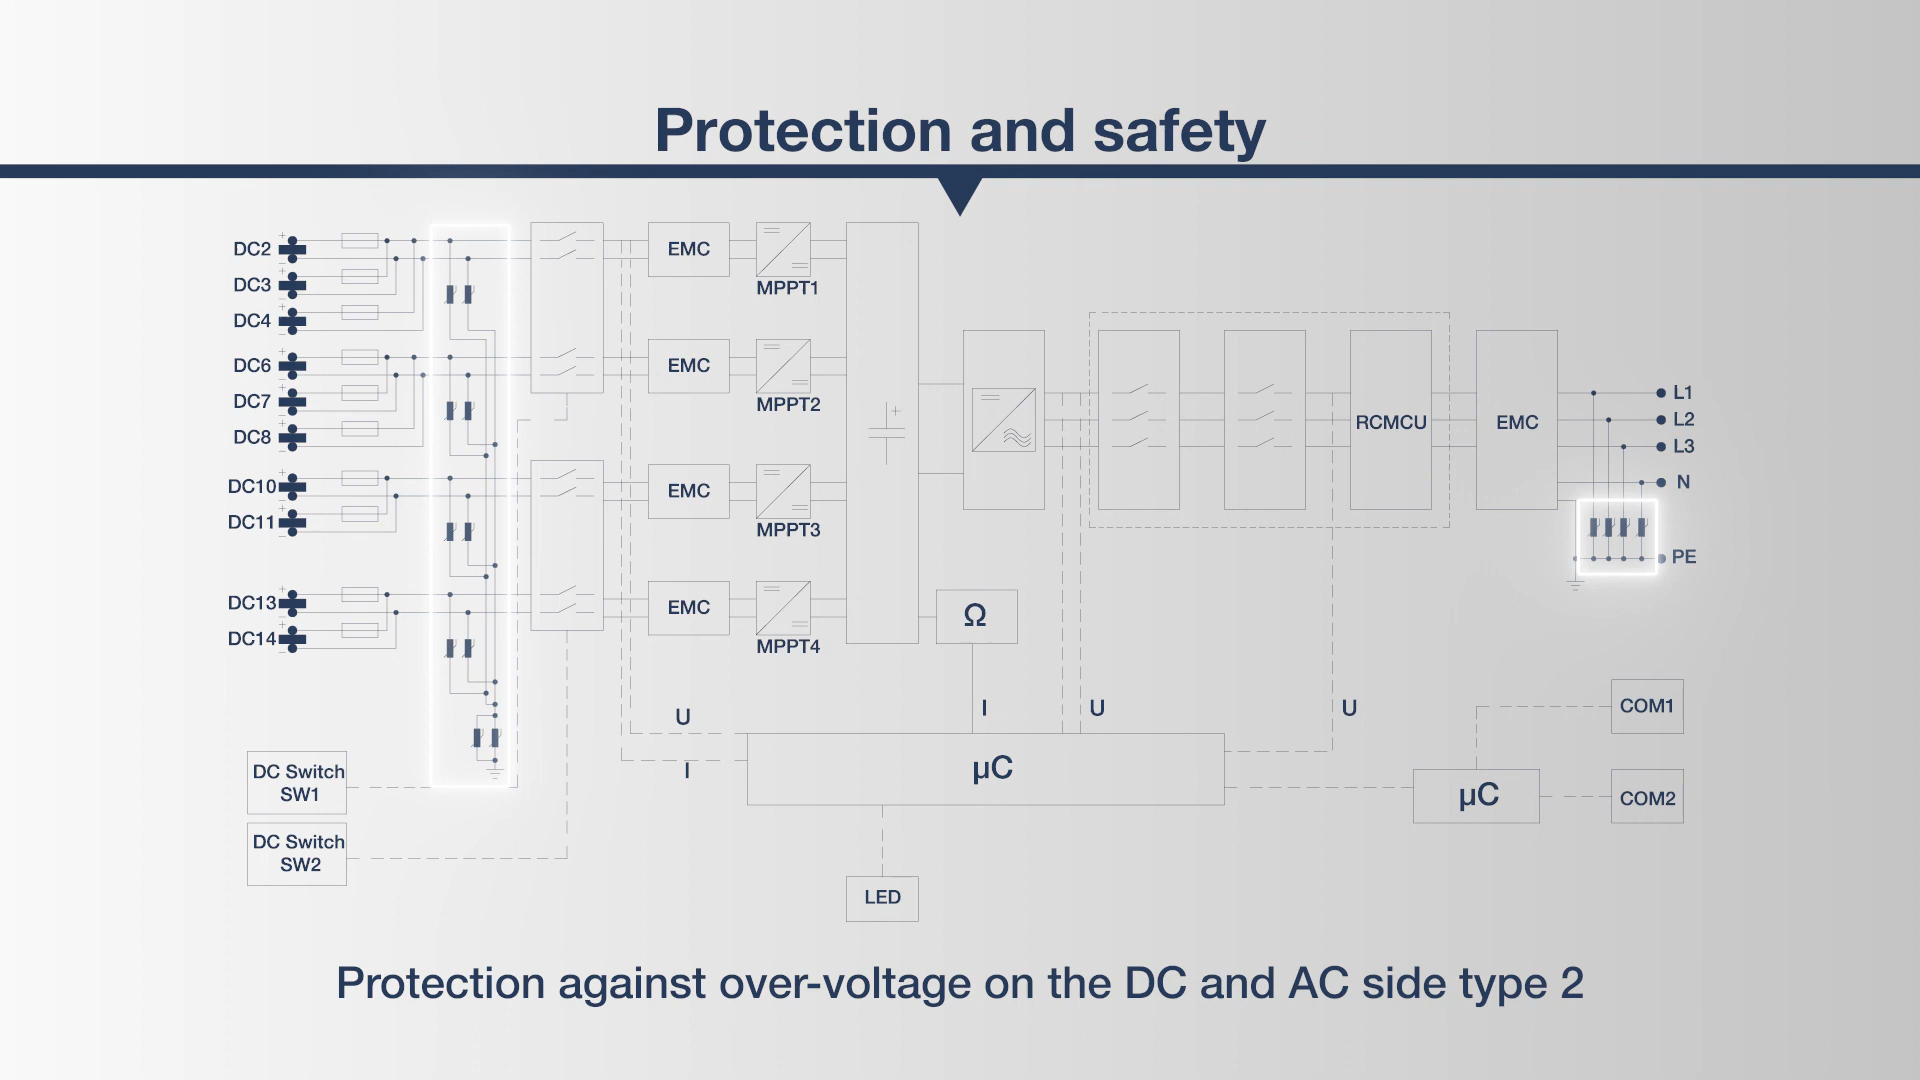 Protection and safety
DC2
DC3
DC4
DC6
DC7
DC8
DC10
DC11
DC13
DC14
EMC
MPPT1
EMC
MPPT2
EMC
MPPT3
EMC
MPPT4
Ω
RCMCU
EMC
L1
L2
L3
N
PE
U
I
I
U
U
DC Switch
SW1
DC Switch
SW2
µC
LED
µC
COM1
COM2
Protection against over-voltage on the DC and AC side type 2